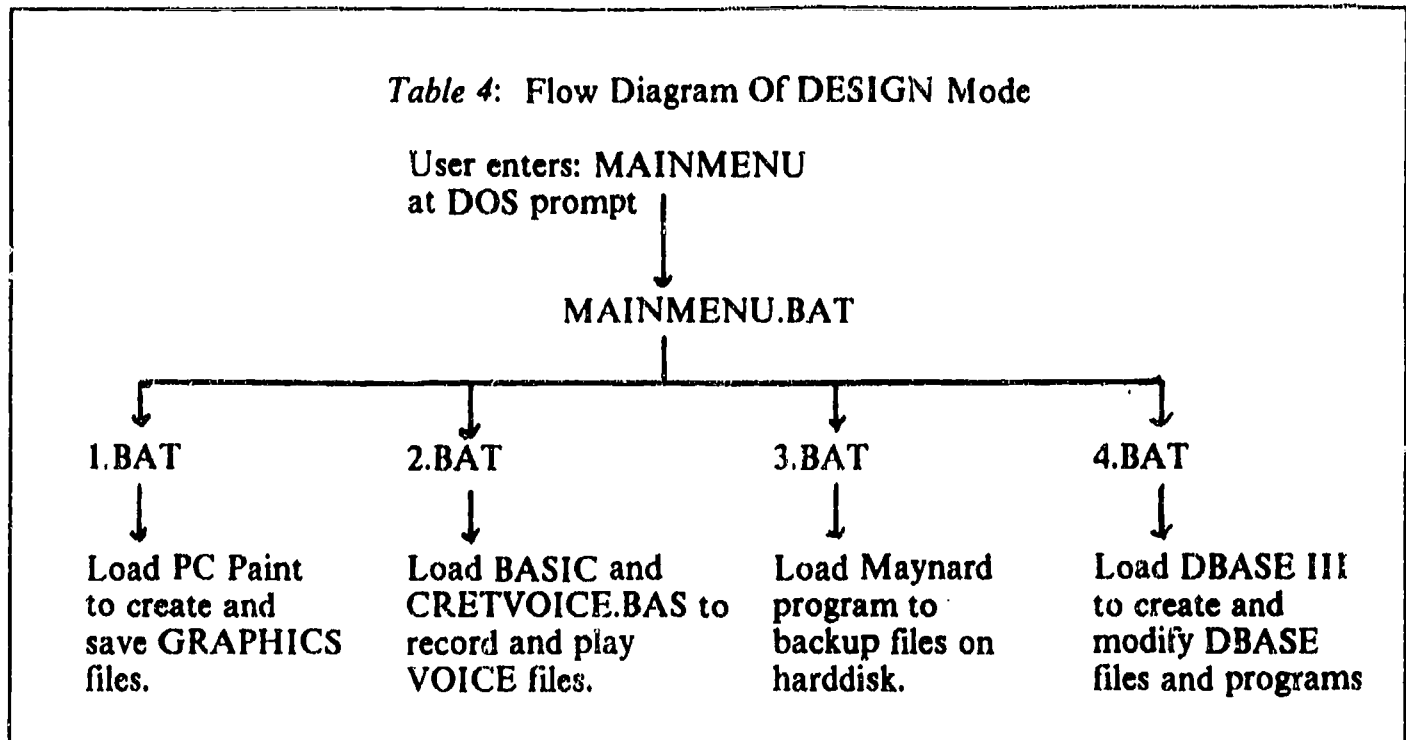 Table 4: Flow Diagram Of DESIGN Mode
User enters: MAINMENU
at DOS prompt
MAINMENU.BAT
1.BAT
2.BAT
3.BAT
4.BAT
Load PC Paint
to create and
save GRAPHICS
files.
Load BASIC and
CRETVOICE.BAS to
record and play
VOICE files.
Load Maynard
program to
backup files on
harddisk.
Load DBASE III
to create and
modify DBASE
files and programs